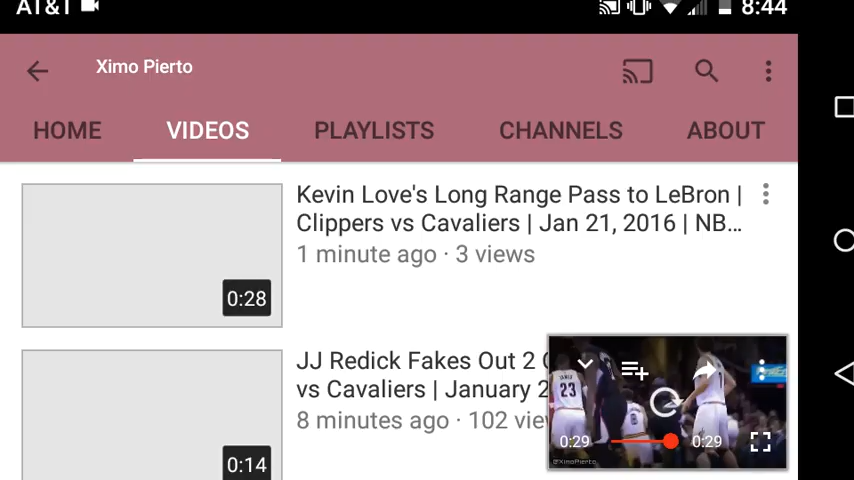 AT&T 8:44
Ximo Pierto
HOME VIDEOS PLAYLISTS CHANNELS ABOUT
Kevin Love's Long Range Pass to LeBron |
Clippers vs Cavaliers | Jan 21, 2016 | NB...
1 minute ago · 3 views
0:28
JJ Redick Fakes Out 2
vs Cavaliers | January 2
8 minutes ago · 102 vie
0:14
23
0:29 0:29
@XimoPierto